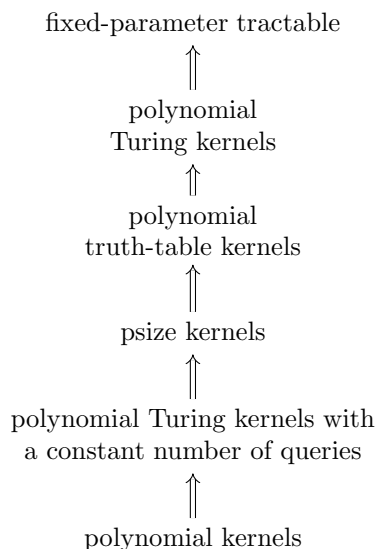 fixed-parameter tractable
polynomial
Turing kernels
polynomial
truth-table kernels
psize kernels
polynomial Turing kernels with
a constant number of queries
polynomial kernels